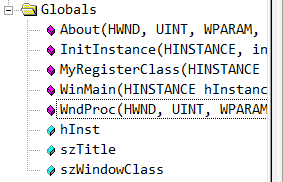 Globals
About(HWND, UINT, WPARAM,
InitInstance(HINSTANCE, in
MyRegisterClass(HINSTANCE
WinMain(HINSTANCE hInstanc
WndProc(HWND, UINT, WPARAM
hInst
szTitle
szWindowClass